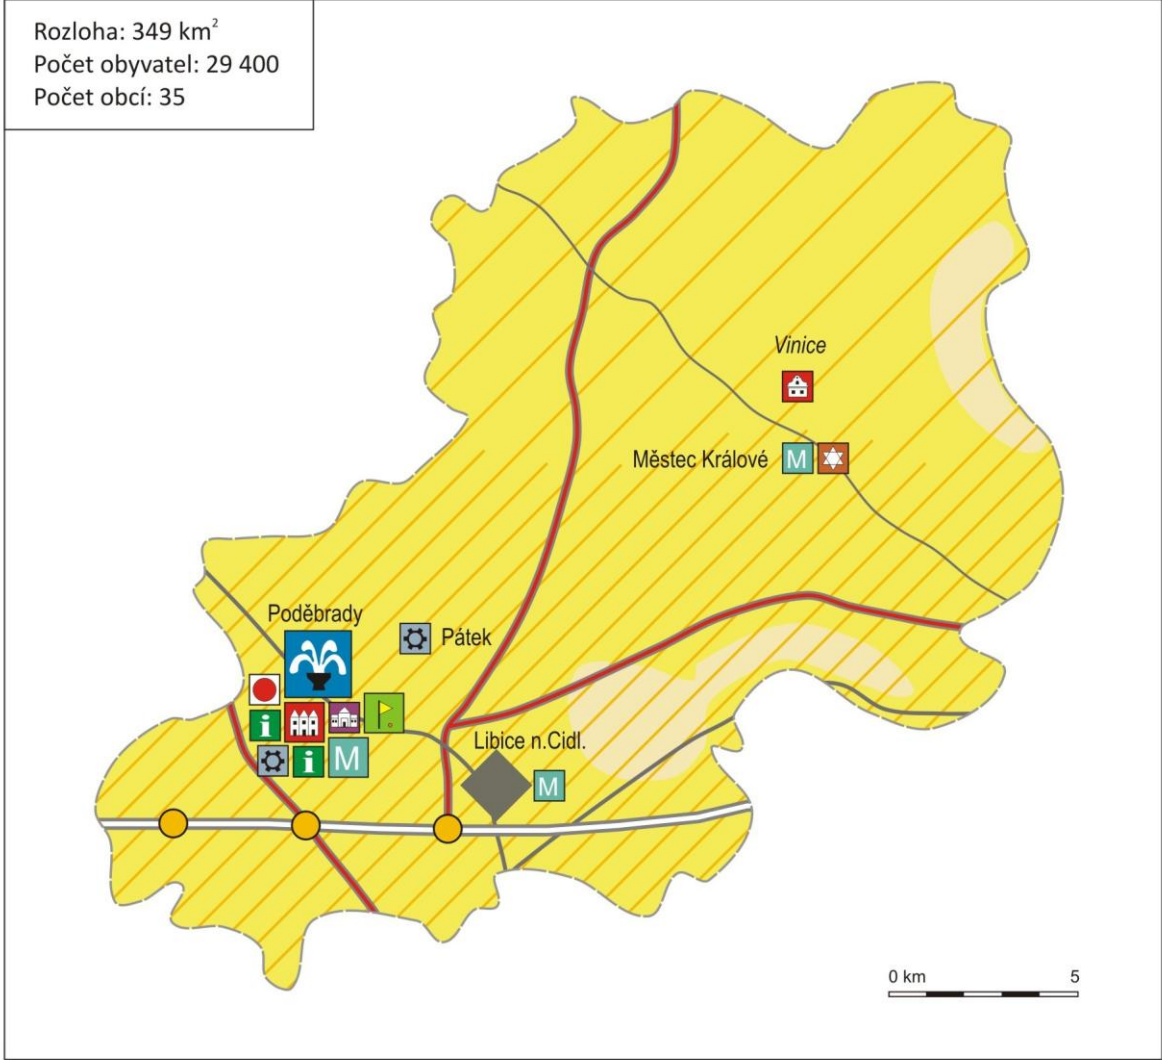 Rozloha: 349 km²
Počet obyvatel: 29 400
Počet obcí: 35
Vinice
Městec Králové
M
Poděbrady
Pátek
i
i
M
Libice n.Cidl.
M
0 km 5